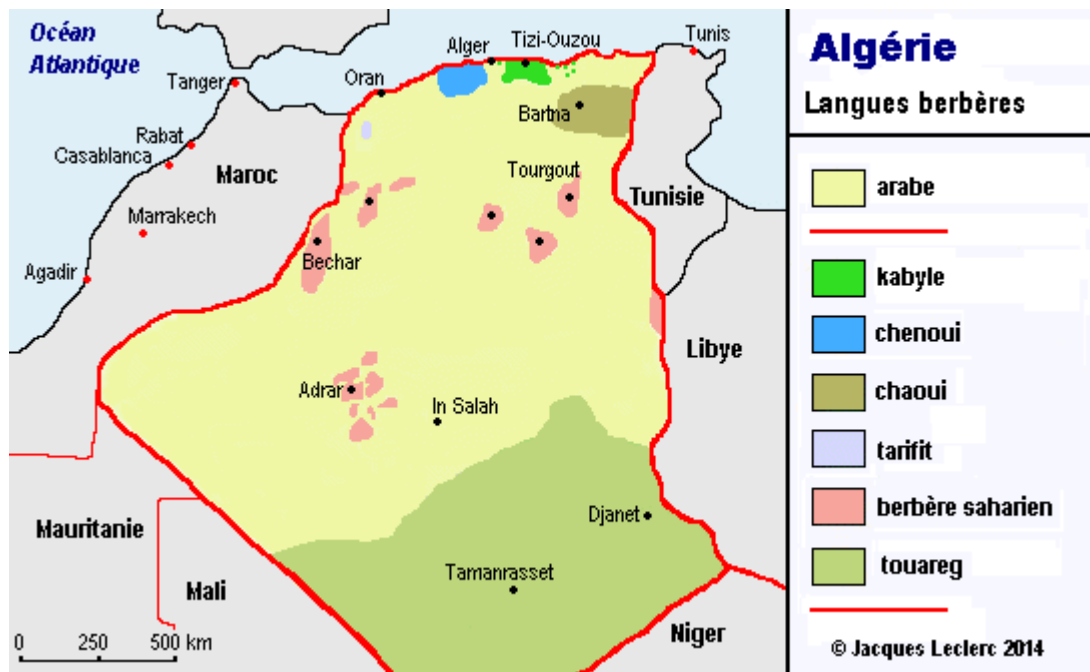 Océan
Atlantique
Tanger
Rabat
Casablanca
Marrakech
Agadir
Maroc
Oran
Alger
Tizi-Ouzou
Tunis
Bartna
Tourgout
Tunisie
Bechar
Adrar
In Salah
Libye
Djanet
Tamanrasset
Mauritanie
Mali
Niger
0 250 500 km
Algérie
Langues berbères
arabe
kabyle
chenoui
chaoui
tarifit
berbère saharien
touareg
© Jacques Leclerc 2014